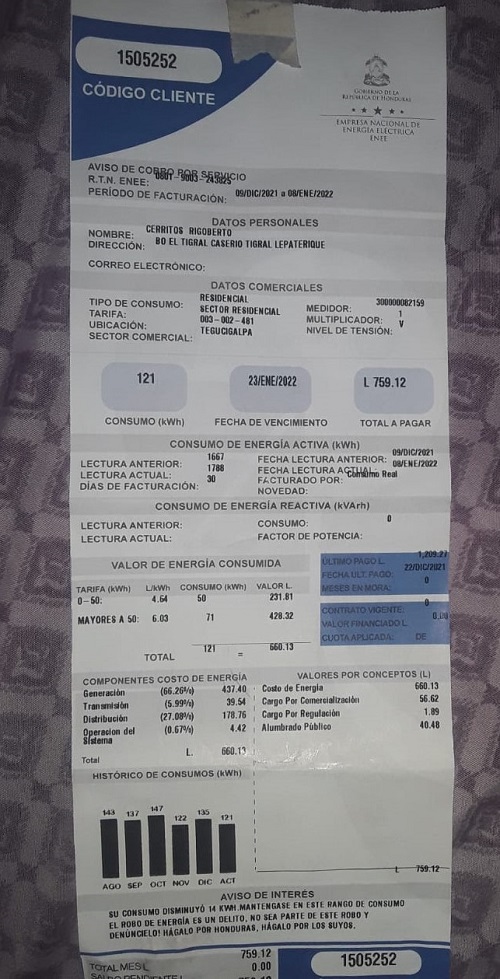 1505252
CÓDIGO CLIENTE
GOBIERNO DE LA
REPÚBLICA DE HONDURAS
EMPRESA NACIONAL DE
ENERGÍA ELÉCTRICA
ENEE
AVISO DE COBRO POR SERVICIO
R.T.N. ENEE: 0801-9003-243825
PERÍODO DE FACTURACIÓN: 09/DIC/2021 a 08/ENE/2022
DATOS PERSONALES
NOMBRE: CERRITOS RIGOBERTO
DIRECCIÓN: BO EL TIGRAL CASERIO TIGRAL LEPATERIQUE
CORREO ELECTRÓNICO:
DATOS COMERCIALES
TIPO DE CONSUMO: RESIDENCIAL
TARIFA: SECTOR RESIDENCIAL MEDIDOR: 300000082159
UBICACIÓN: 003-002-481 MULTIPLICADOR: 1
SECTOR COMERCIAL: TEGUCIGALPA NIVEL DE TENSIÓN: V
121 23/ENE/2022 L 759.12
CONSUMO (kWh) FECHA DE VENCIMIENTO TOTAL A PAGAR
CONSUMO DE ENERGÍA ACTIVA (kWh)
LECTURA ANTERIOR: 1667 FECHA LECTURA ANTERIOR: 09/DIC/2021
LECTURA ACTUAL: 1788 FECHA LECTURA ACTUAL: 08/ENE/2022
DÍAS DE FACTURACIÓN: 30 FACTURADO POR: Consumo Real
NOVEDAD:
CONSUMO DE ENERGÍA REACTIVA (kVArh)
LECTURA ANTERIOR: CONSUMO: 0
LECTURA ACTUAL: FACTOR DE POTENCIA:
VALOR DE ENERGÍA CONSUMIDA
ÚLTIMO PAGO L. 1,209.27
FECHA ULT. PAGO: 22/DIC/2021
MESES EN MORA: 0
TARIFA (kWh) L/kWh CONSUMO (kWh) VALOR L.
0-50: 4.64 50 231.81
CONTRATO VIGENTE: 0
MAYORES A 50: 6.03 71 428.32
VALOR FINANCIADO L. 0.00
CUOTA APLICADA: DE
TOTAL 121 = 660.13
COMPONENTES COSTO DE ENERGÍA
Generación (66.26%) 437.40
Transmisión (5.99%) 39.54
Distribución (27.08%) 178.76
Operacion del Sistema (0.67%) 4.42
Total L. 660.13
VALORES POR CONCEPTOS (L)
Costo de Energía 660.13
Cargo Por Comercialización 56.62
Cargo Por Regulación 1.89
Alumbrado Público 40.48
HISTÓRICO DE CONSUMOS (kWh)
143 137 147 122 135 121
AGO SEP OCT NOV DIC ACT
L 759.12
AVISO DE INTERÉS
SU CONSUMO DISMINUYÓ 14 KWH.MANTENGASE EN ESTE RANGO DE CONSUMO
EL ROBO DE ENERGÍA ES UN DELITO, NO SEA PARTE DE ESTE ROBO Y
DENÚNCIELO! HÁGALO POR HONDURAS, HÁGALO POR LOS SUYOS.
TOTAL MES L 759.12
SALDO PENDIENTE L 0.00
1505252